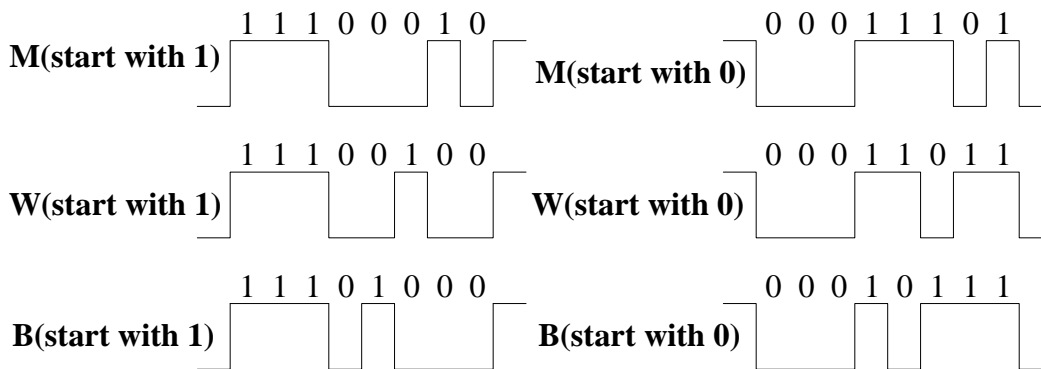 1 1 1 0 0 0 1 0
M(start with 1)
0 0 0 1 1 1 0 1
M(start with 0)
1 1 1 0 0 1 0 0
W(start with 1)
0 0 0 1 1 0 1 1
W(start with 0)
1 1 1 0 1 0 0 0
B(start with 1)
0 0 0 1 0 1 1 1
B(start with 0)